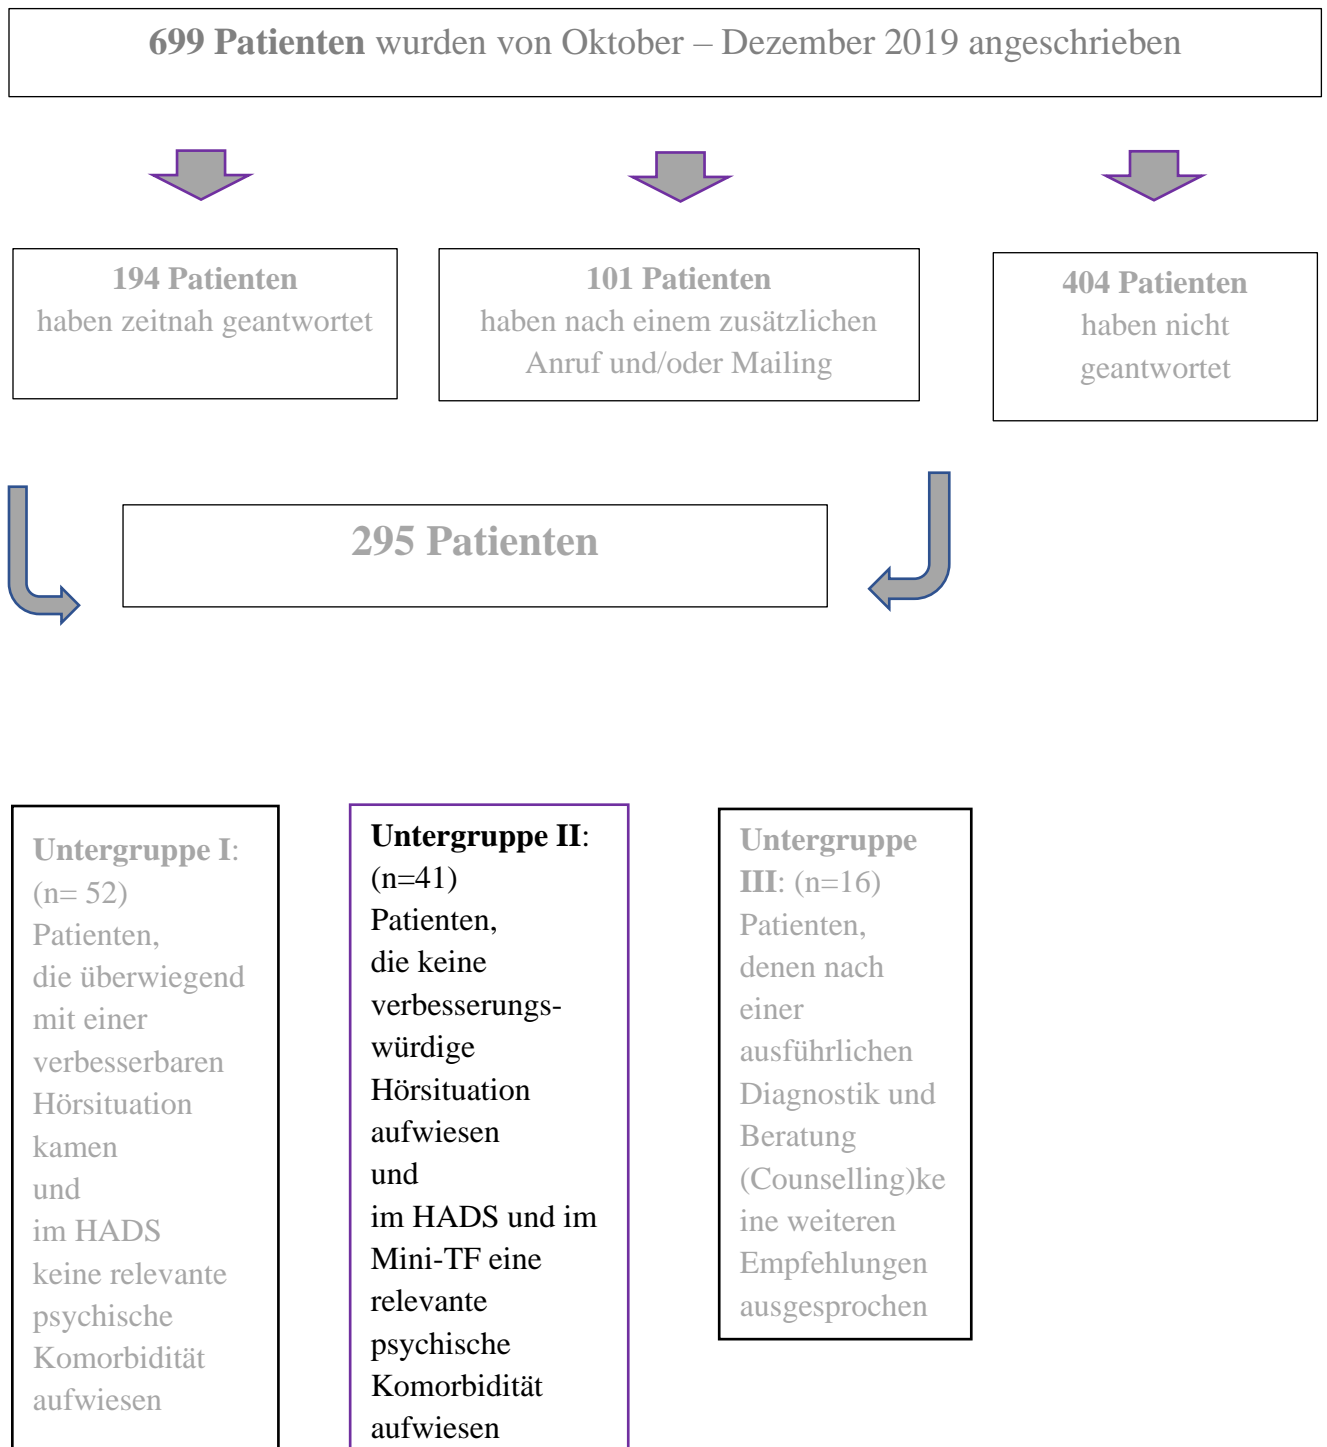 699 Patienten wurden von Oktober – Dezember 2019 angeschrieben
194 Patienten
haben zeitnah geantwortet
101 Patienten
haben nach einem zusätzlichen
Anruf und/oder Mailing
404 Patienten
haben nicht
geantwortet
295 Patienten
Untergruppe I:
(n= 52)
Patienten,
die überwiegend
mit einer
verbesserbaren
Hörsituation
kamen
und
im HADS
keine relevante
psychische
Komorbidität
aufwiesen
Untergruppe II:
(n=41)
Patienten,
die keine
verbesserungs-
würdige
Hörsituation
aufwiesen
und
im HADS und im
Mini-TF eine
relevante
psychische
Komorbidität
aufwiesen
Untergruppe
III: (n=16)
Patienten,
denen nach
einer
ausführlichen
Diagnostik und
Beratung
(Counselling)ke
ine weiteren
Empfehlungen
ausgesprochen